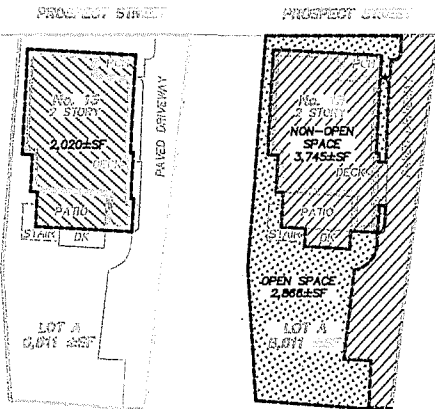 PROSPECT STREET
No. 15
2 STORY
2,020±SF
DECK
PATIO
STAIR
DK
PAVED DRIVEWAY
LOT A
PROSPECT STREET
No. 15
2 STORY
NON-OPEN
SPACE
3,745±SF
DECK
PATIO
STAIR
DK
OPEN SPACE
LOT A